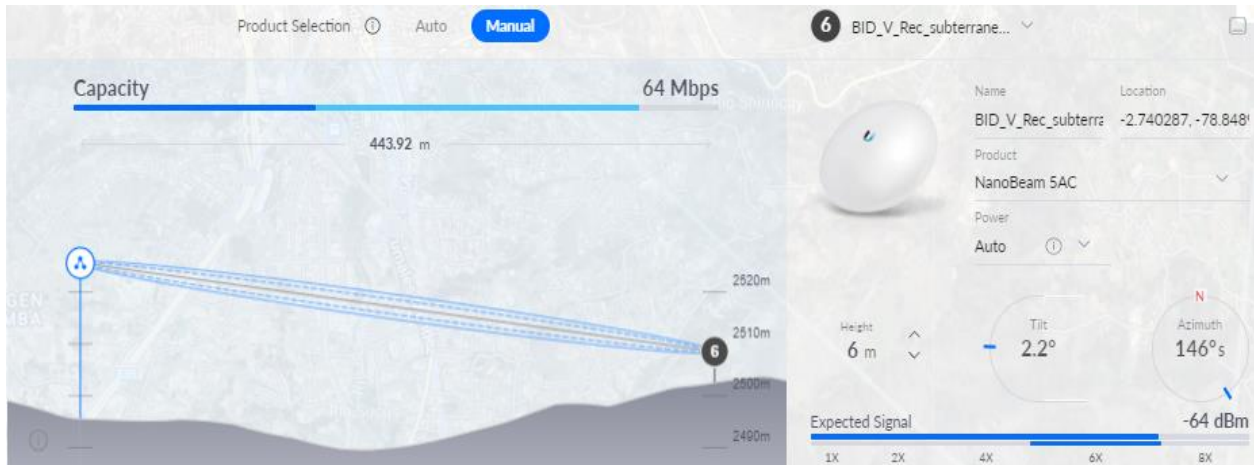 Product Selection Auto Manual
6 BID_V_Rec_subterrane...
Capacity 64 Mbps
443.92 m
2520m
2510m
2500m
2490m
6
Name Location
BID_V_Rec_subterra -2.740287, -78.848
Product
NanoBeam 5AC
Power
Auto
Height
6 m
Tilt
2.2°
N
Azimuth
146°s
Expected Signal -64 dBm
1X 2X 4X 6X 8X